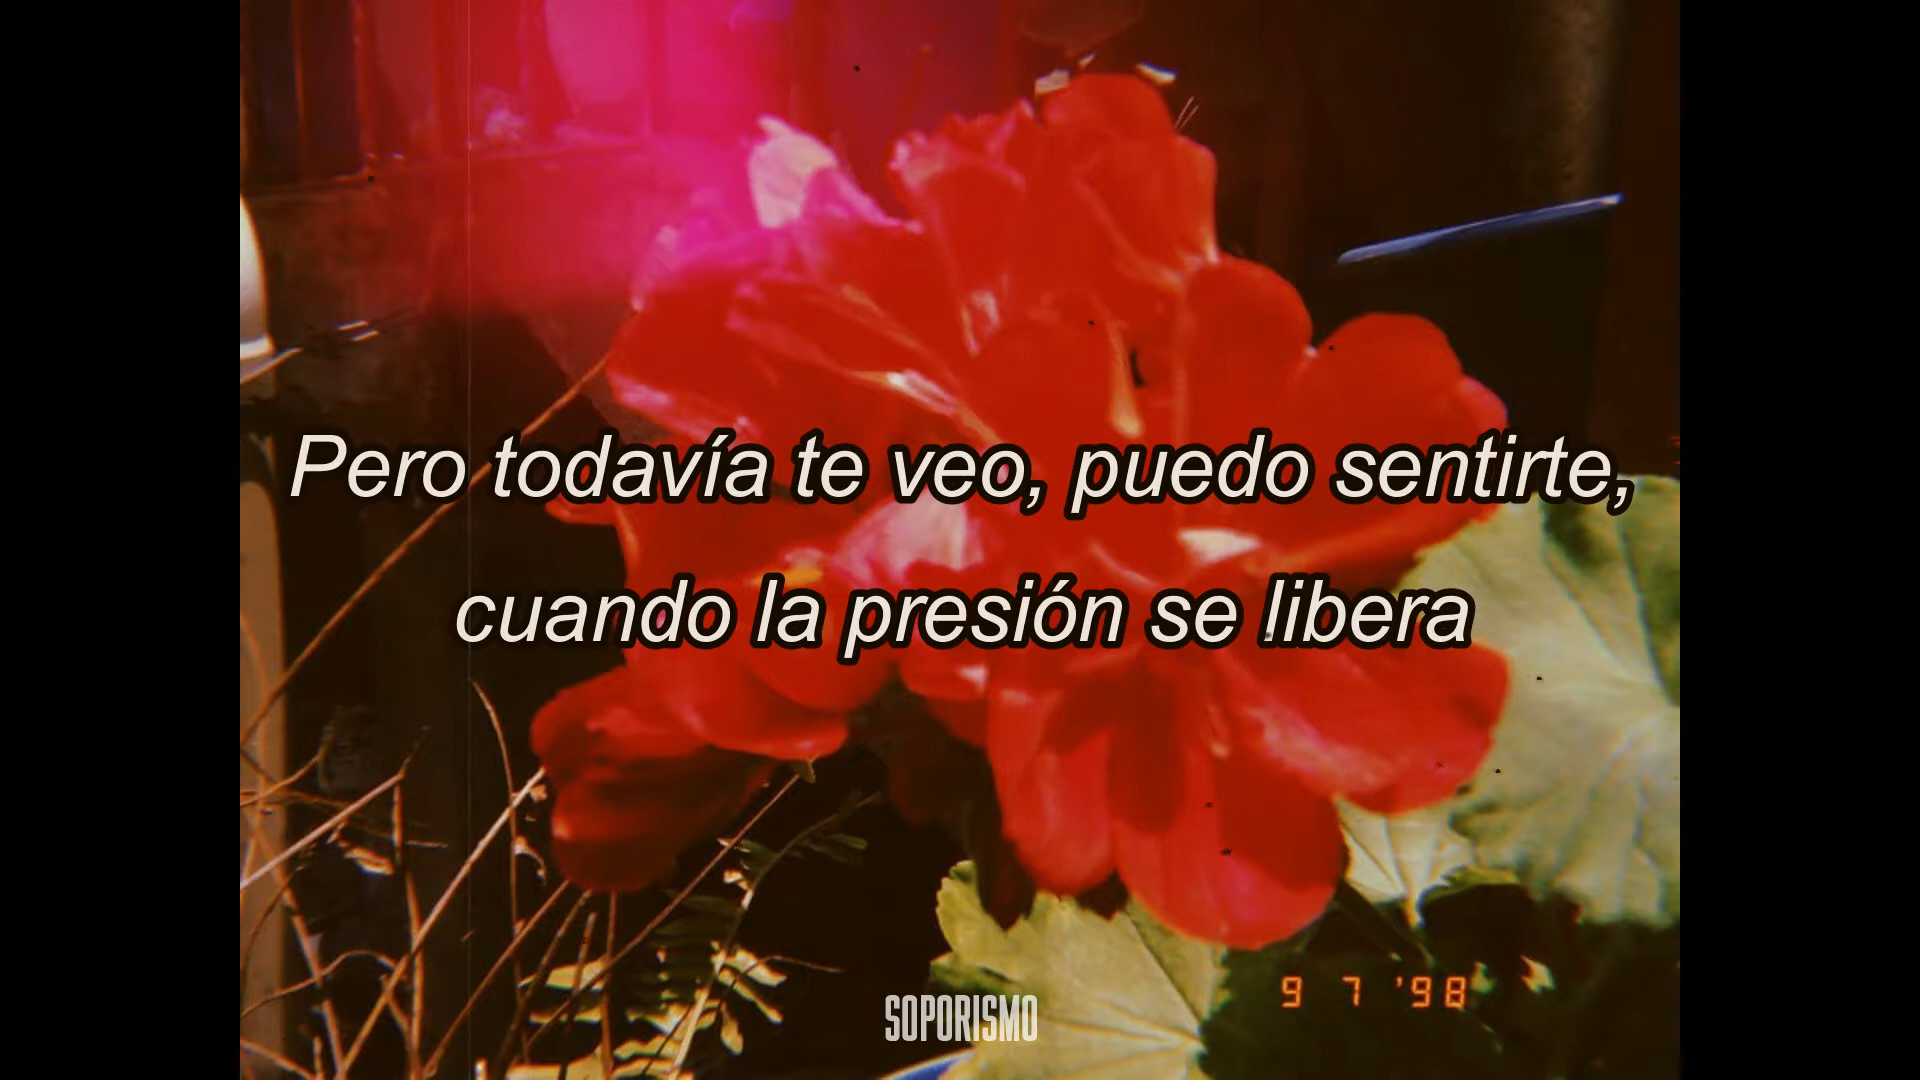 Pero todavía te veo, puedo sentirte,
cuando la presión se libera
SOPORISMO
9 7 '98